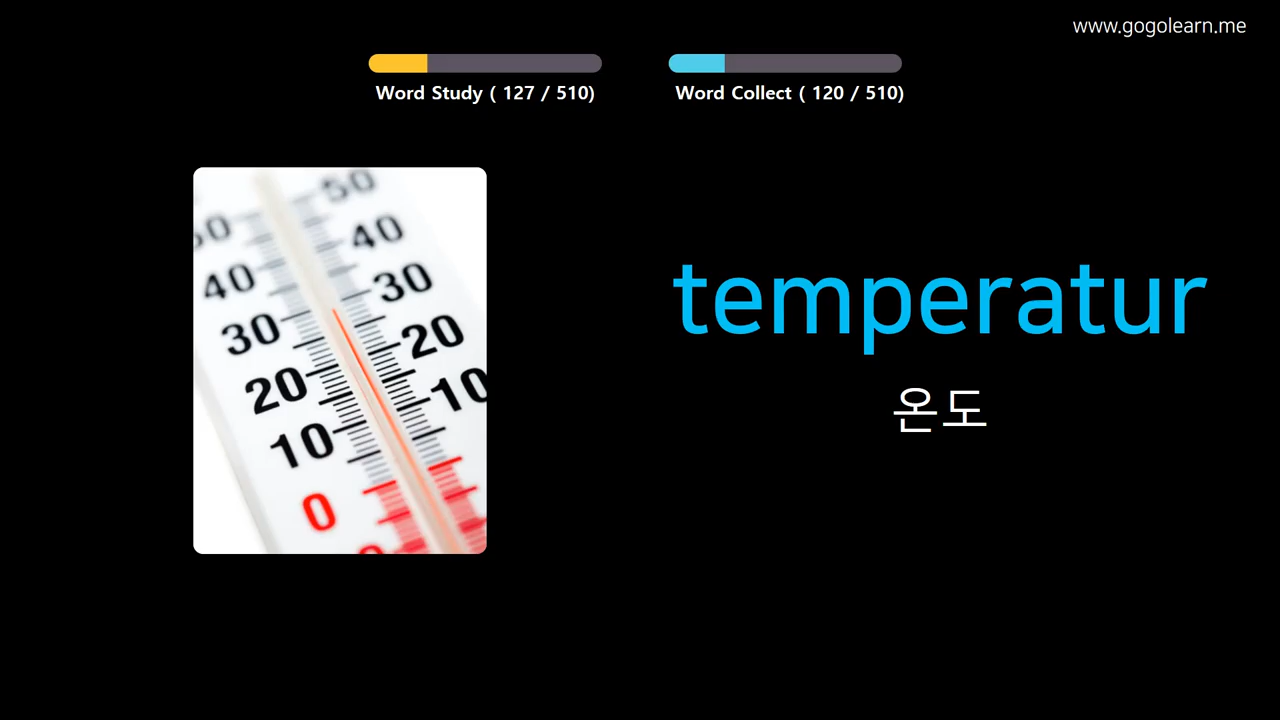 www.gogolearn.me
Word Study ( 127 / 510)
Word Collect ( 120 / 510)
50
50
40
40
30
30
20
20
10
10
0
temperatur
온도